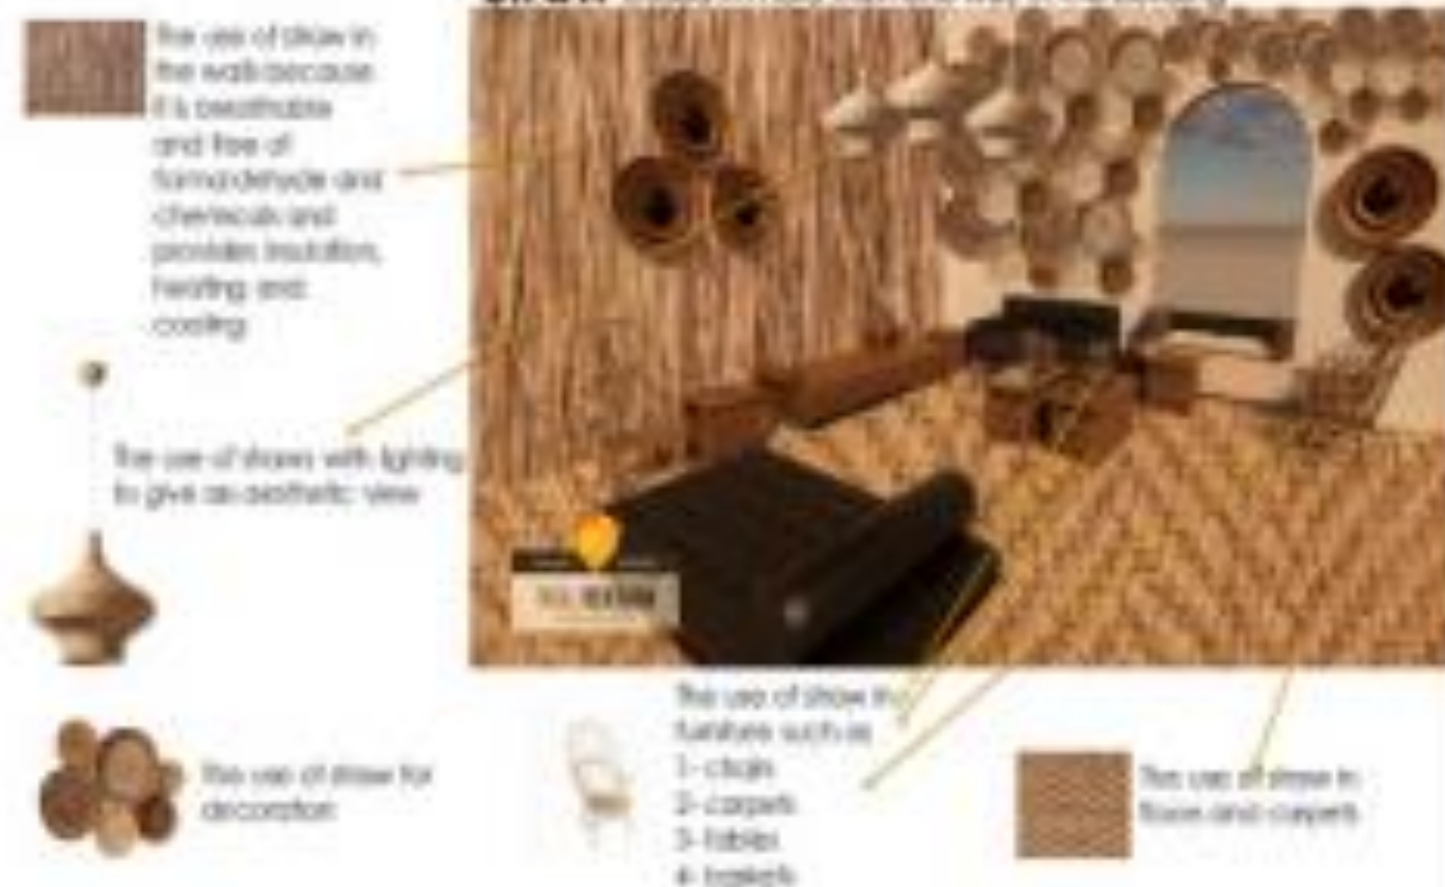 The use of straw in
the walls because
it is breathable
and free of
formaldehyde and
chemicals and
provides insulation,
heating and
cooling
The use of straws with lighting
to give as aesthetic view
The use of straw for
decoration
The use of straw in
furniture such as
1- chairs
2- carpets
3- tables
4- baskets
The use of straw in
floors and carpets